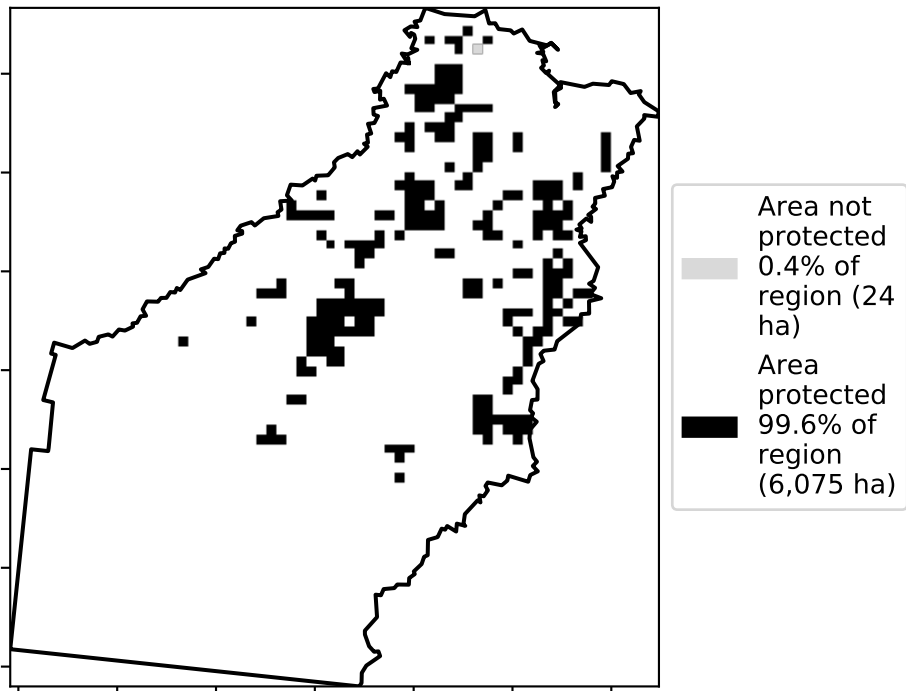 Area not
protected
0.4% of
region (24
ha)
Area
protected
99.6% of
region
(6,075 ha)